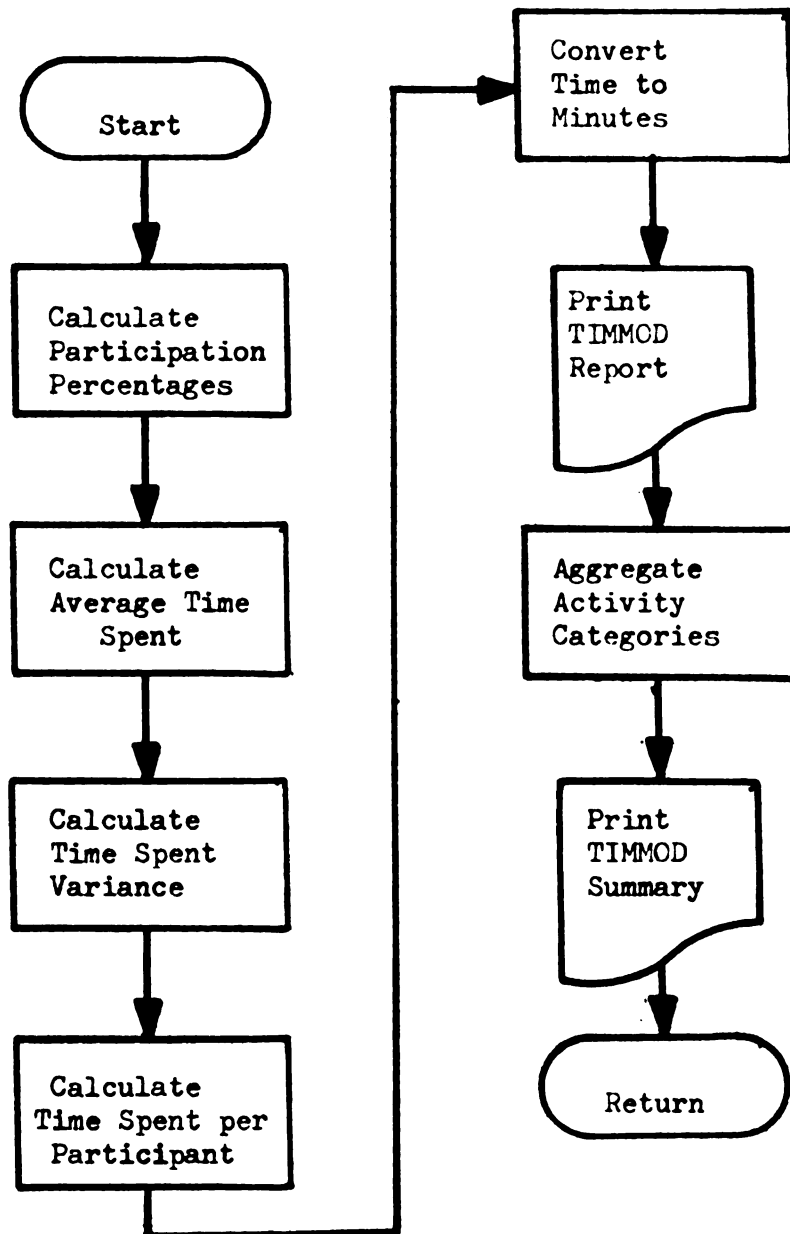 Start
Calculate
Participation
Percentages
Calculate
Average Time
Spent
Calculate
Time Spent
Variance
Calculate
Time Spent per
Participant
Convert
Time to
Minutes
Print
TIMMOD
Report
Aggregate
Activity
Categories
Print
TIMMOD
Summary
Return